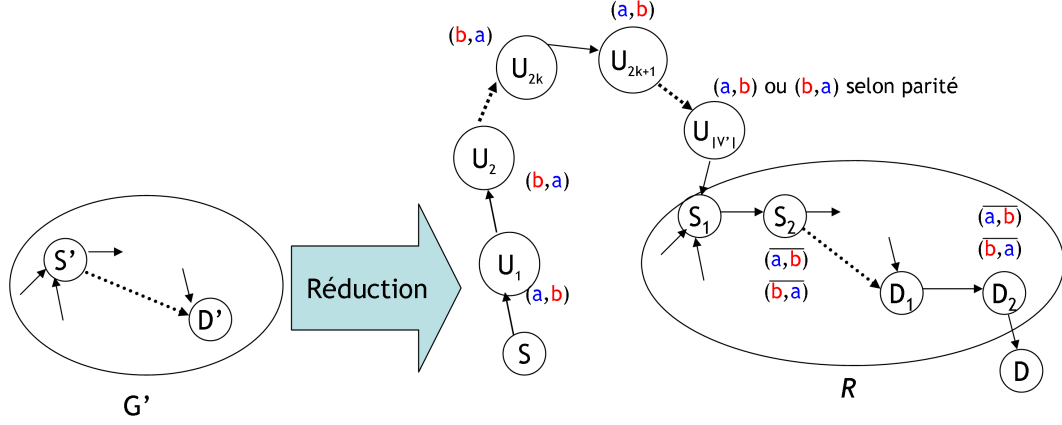 (a,b)
(b,a)
U2k
U2k+1
(a,b) ou (b,a) selon parité
U|V'|
U2
(b,a)
S1
S2
(a,b)
(b,a)
S'
(a,b)
(b,a)
U1
(a,b)
Réduction
D1
D2
D'
S
D
R
G'